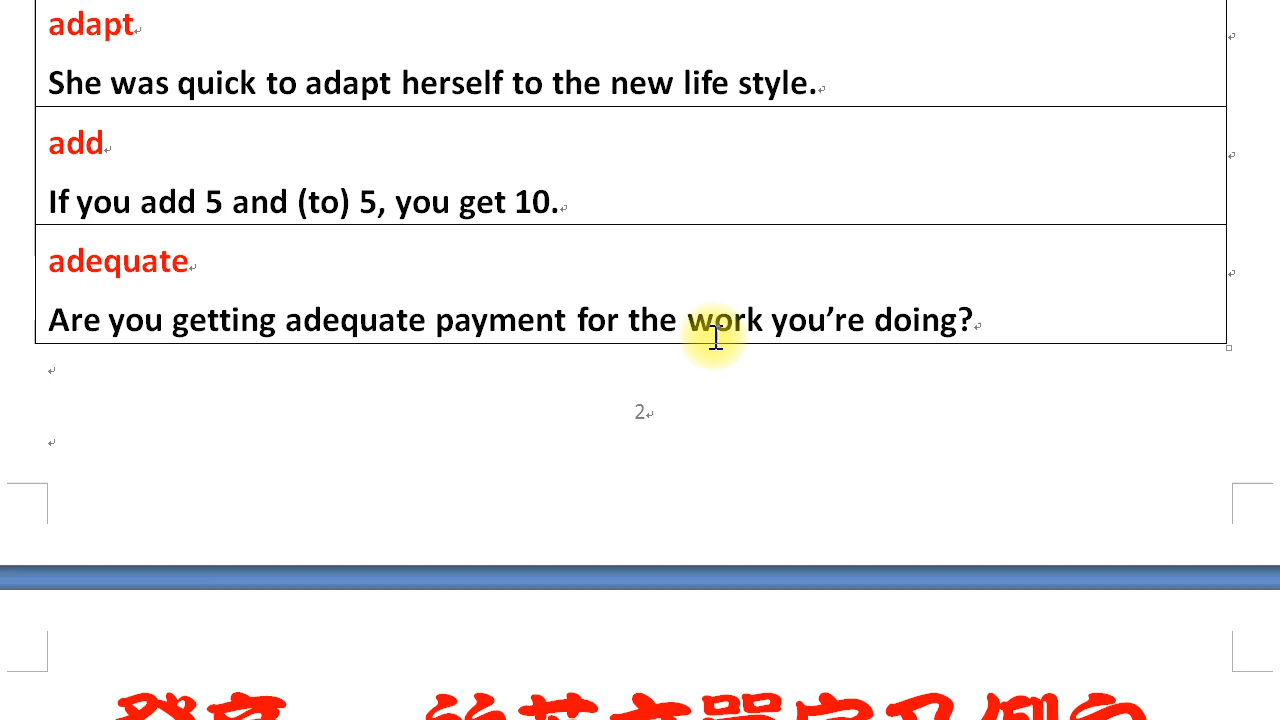 adapt
She was quick to adapt herself to the new life style.
add
If you add 5 and (to) 5, you get 10.
adequate
Are you getting adequate payment for the work you're doing?
2